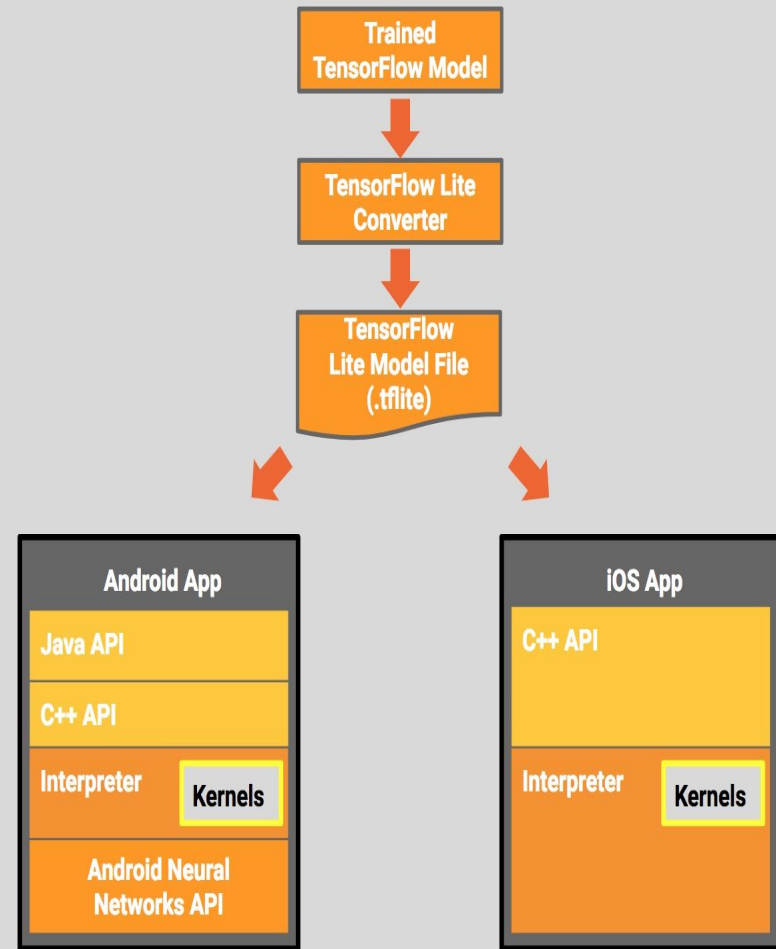 Trained
TensorFlow Model
TensorFlow Lite
Converter
TensorFlow
Lite Model File
(.tflite)
Android App
Java API
C++ API
Interpreter
Kernels
Android Neural
Networks API
iOS App
C++ API
Interpreter
Kernels